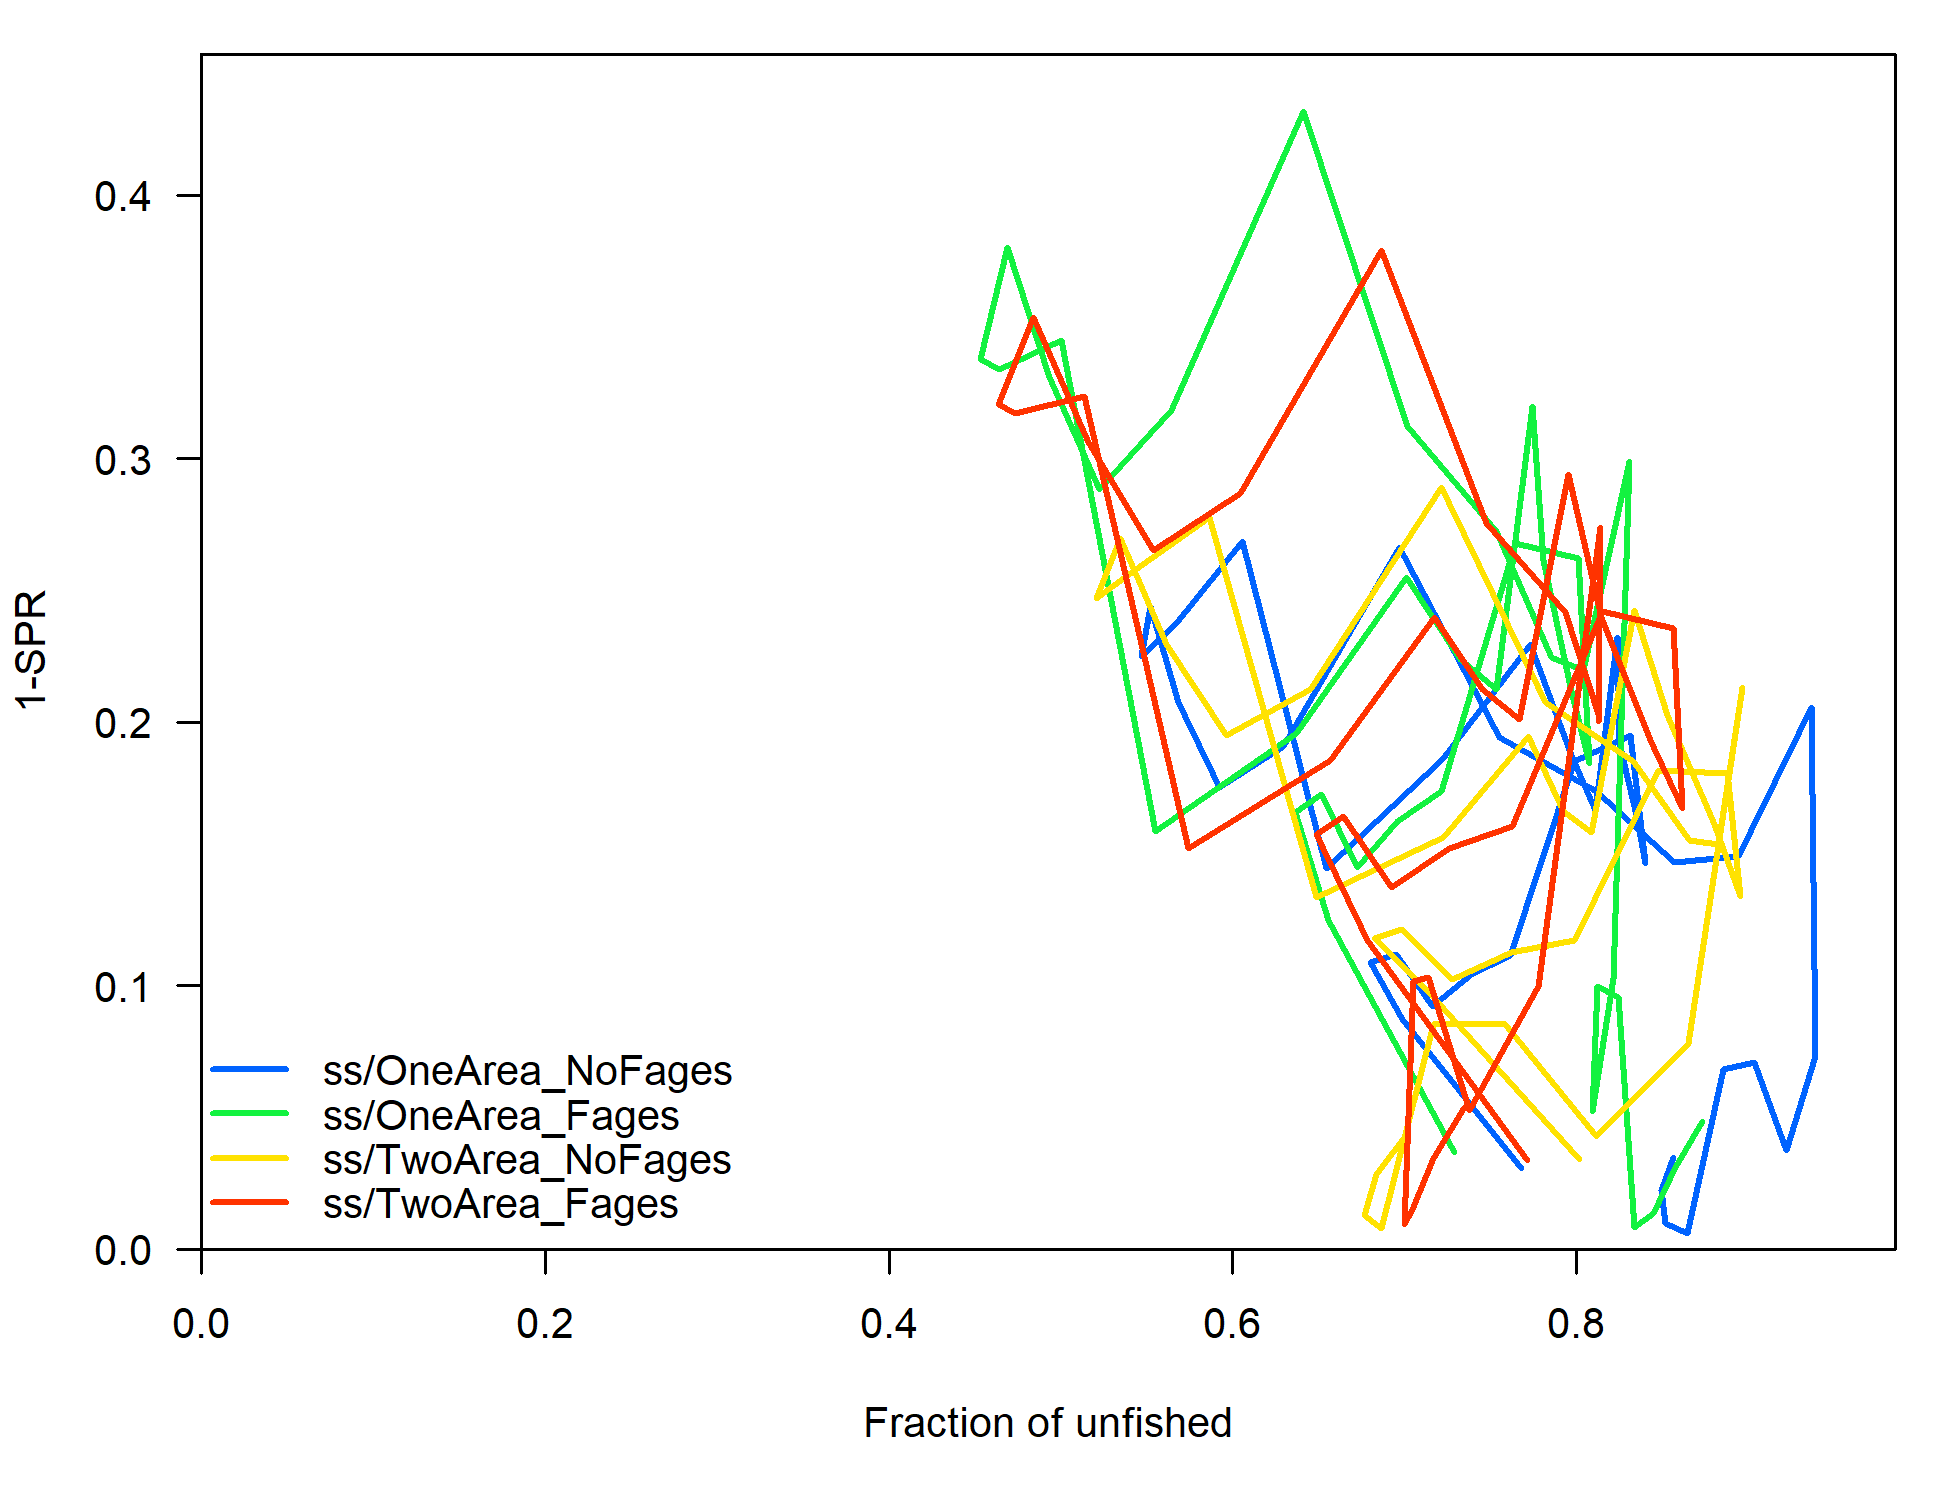 1-SPR
0.4
0.3
0.2
0.1
0.0
ss/OneArea_NoFages
ss/OneArea_Fages
ss/TwoArea_NoFages
ss/TwoArea_Fages
0.0 0.2 0.4 0.6 0.8
Fraction of unfished